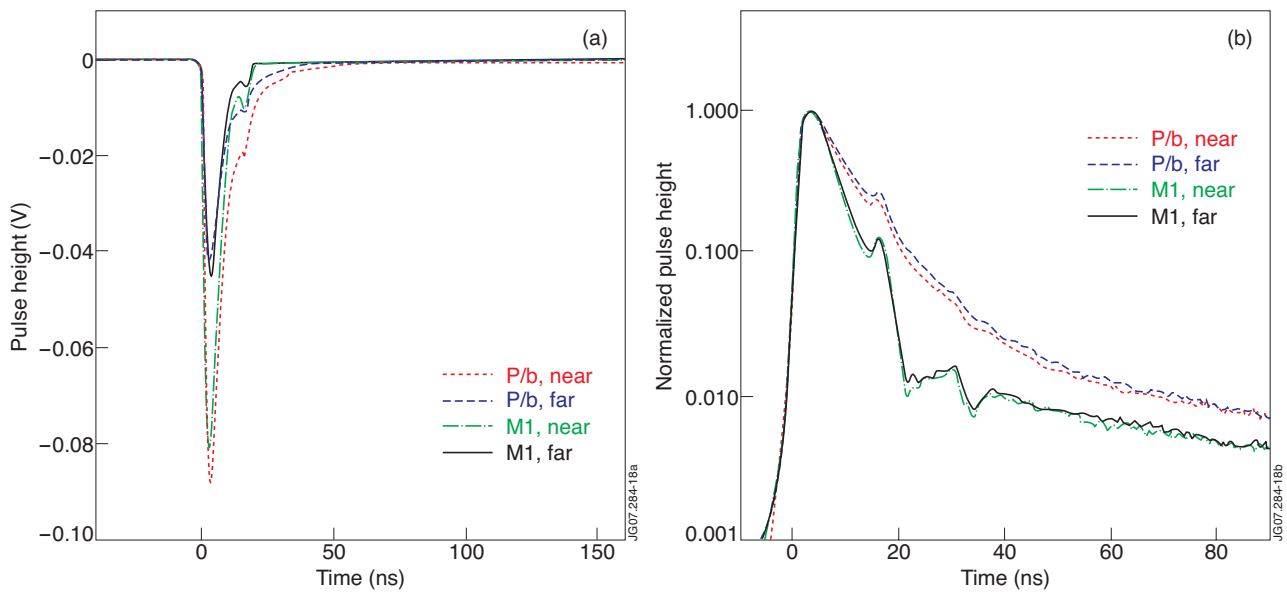 (a)
0
−0.02
−0.04
−0.06
−0.08
−0.10
Pulse height (V)
P/b, near
P/b, far
M1, near
M1, far
0
50
100
150
Time (ns)
JG07.284-18a
(b)
1.000
0.100
0.010
0.001
Normalized pulse height
P/b, near
P/b, far
M1, near
M1, far
0
20
40
60
80
Time (ns)
JG07.284-18b